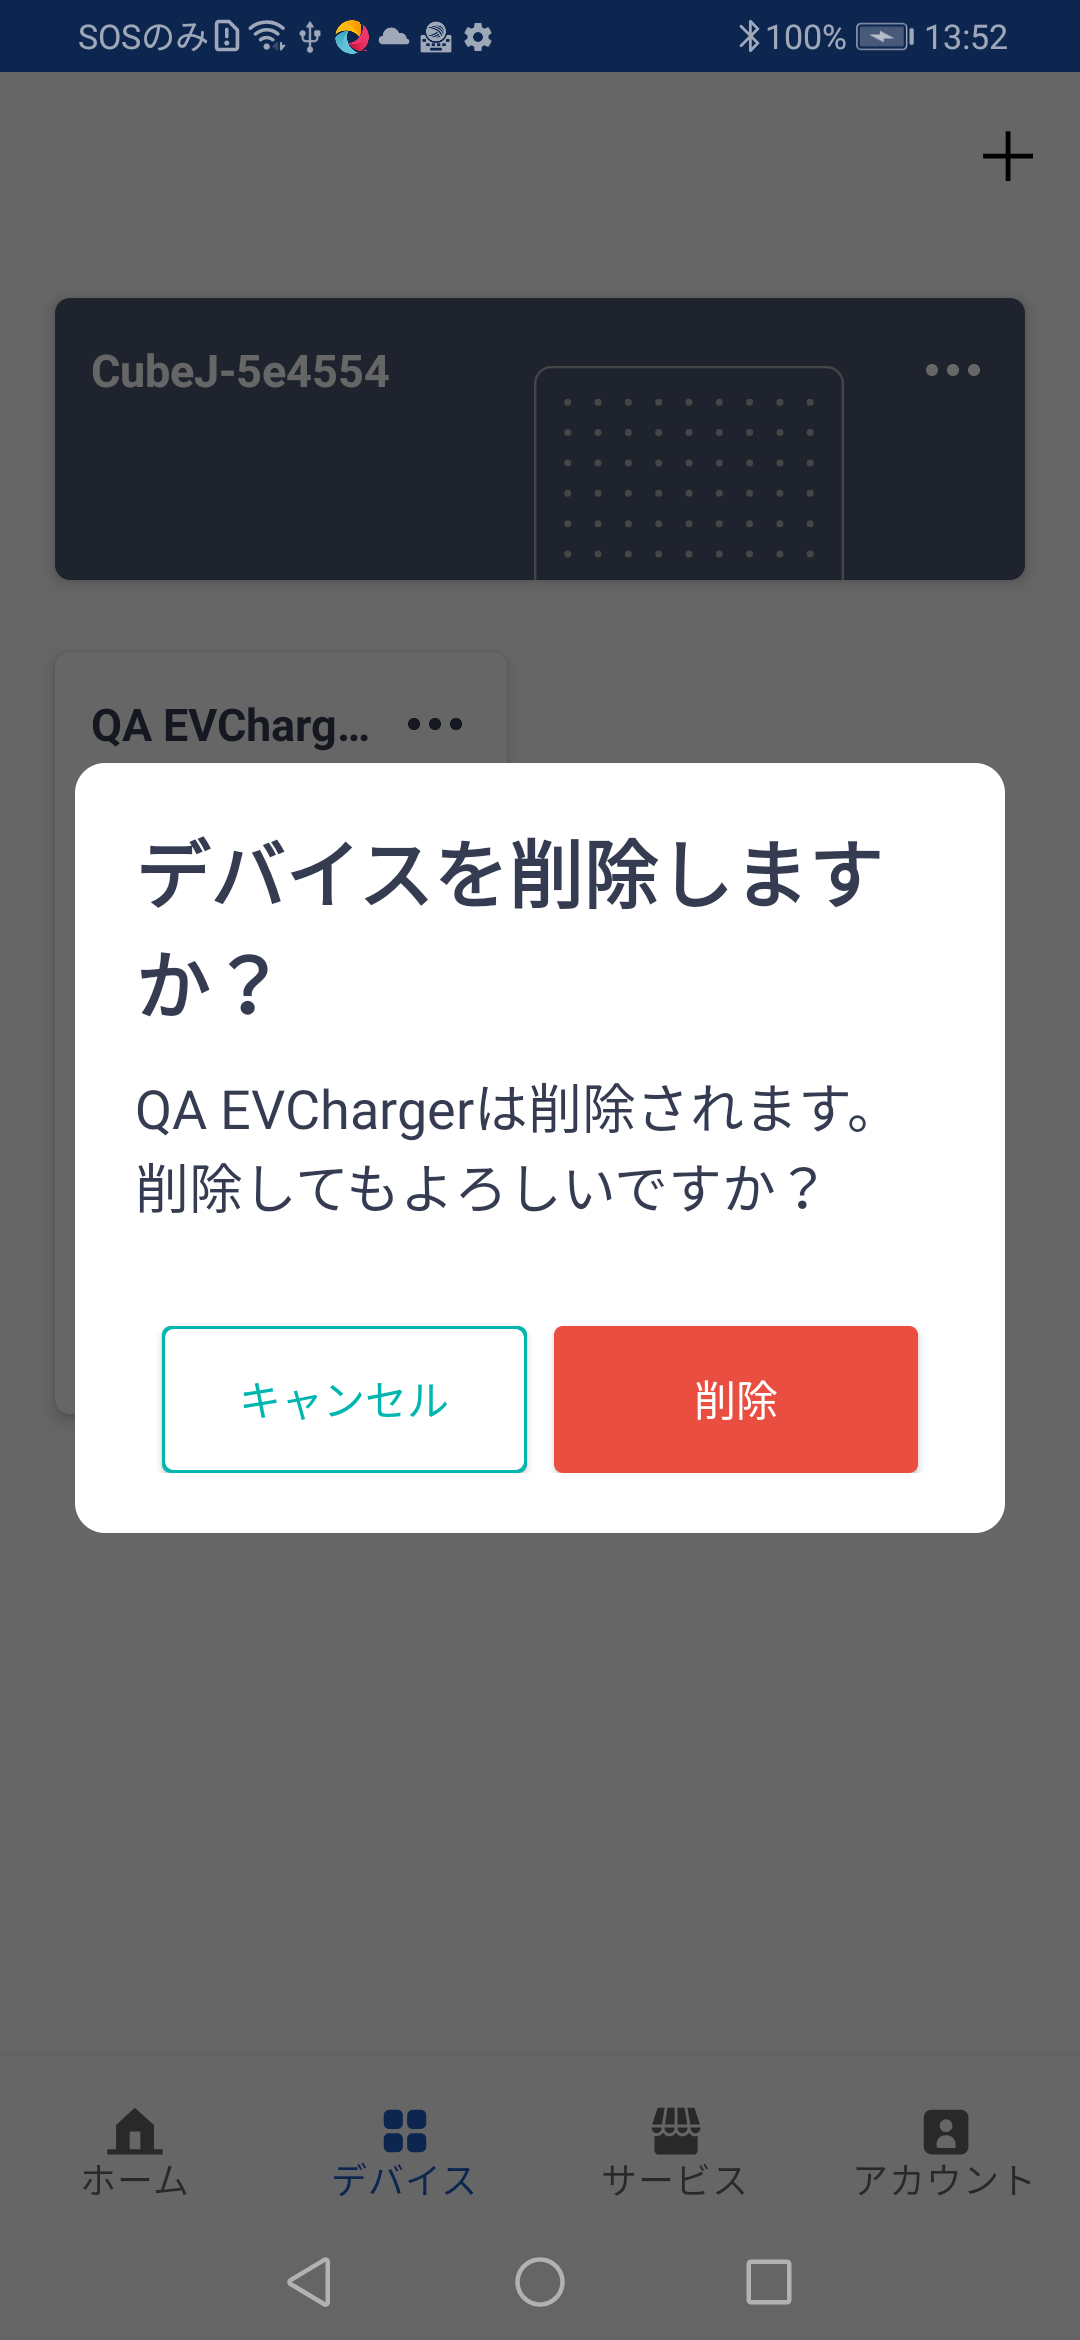 SOSのみ 100% 13:52
CubeJ-5e4554
QA EVCharg...
デバイスを削除します
か？
QA EVChargerは削除されます。
削除してもよろしいですか？
キャンセル 削除
ホーム デバイス サービス アカウント